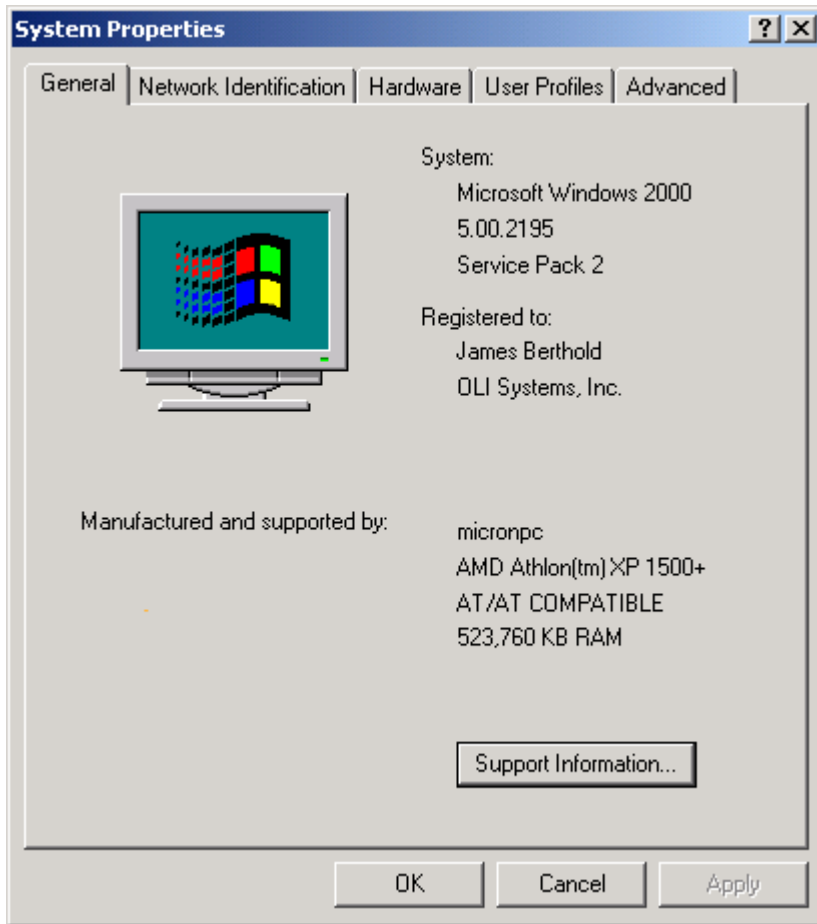 System Properties
General
Network Identification
Hardware
User Profiles
Advanced
System:
Microsoft Windows 2000
5.00.2195
Service Pack 2
Registered to:
James Berthold
OLI Systems, Inc.
Manufactured and supported by:
micronpc
AMD Athlon(tm) XP 1500+
AT/AT COMPATIBLE
523,760 KB RAM
Support Information...
OK
Cancel
Apply